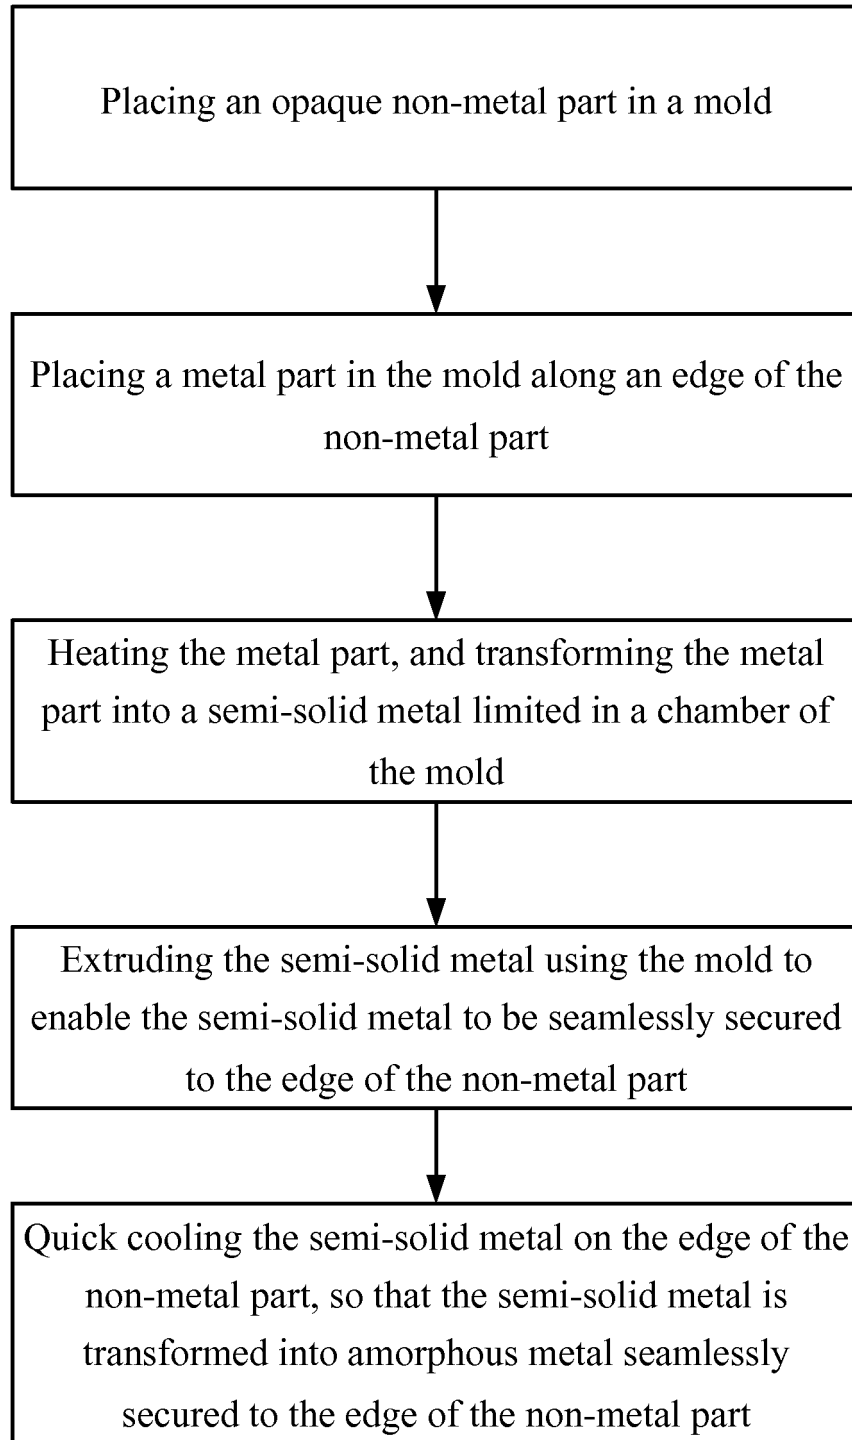 Placing an opaque non-metal part in a mold
Placing a metal part in the mold along an edge of the
non-metal part
Heating the metal part, and transforming the metal
part into a semi-solid metal limited in a chamber of
the mold
Extruding the semi-solid metal using the mold to
enable the semi-solid metal to be seamlessly secured
to the edge of the non-metal part
Quick cooling the semi-solid metal on the edge of the
non-metal part, so that the semi-solid metal is
transformed into amorphous metal seamlessly
secured to the edge of the non-metal part